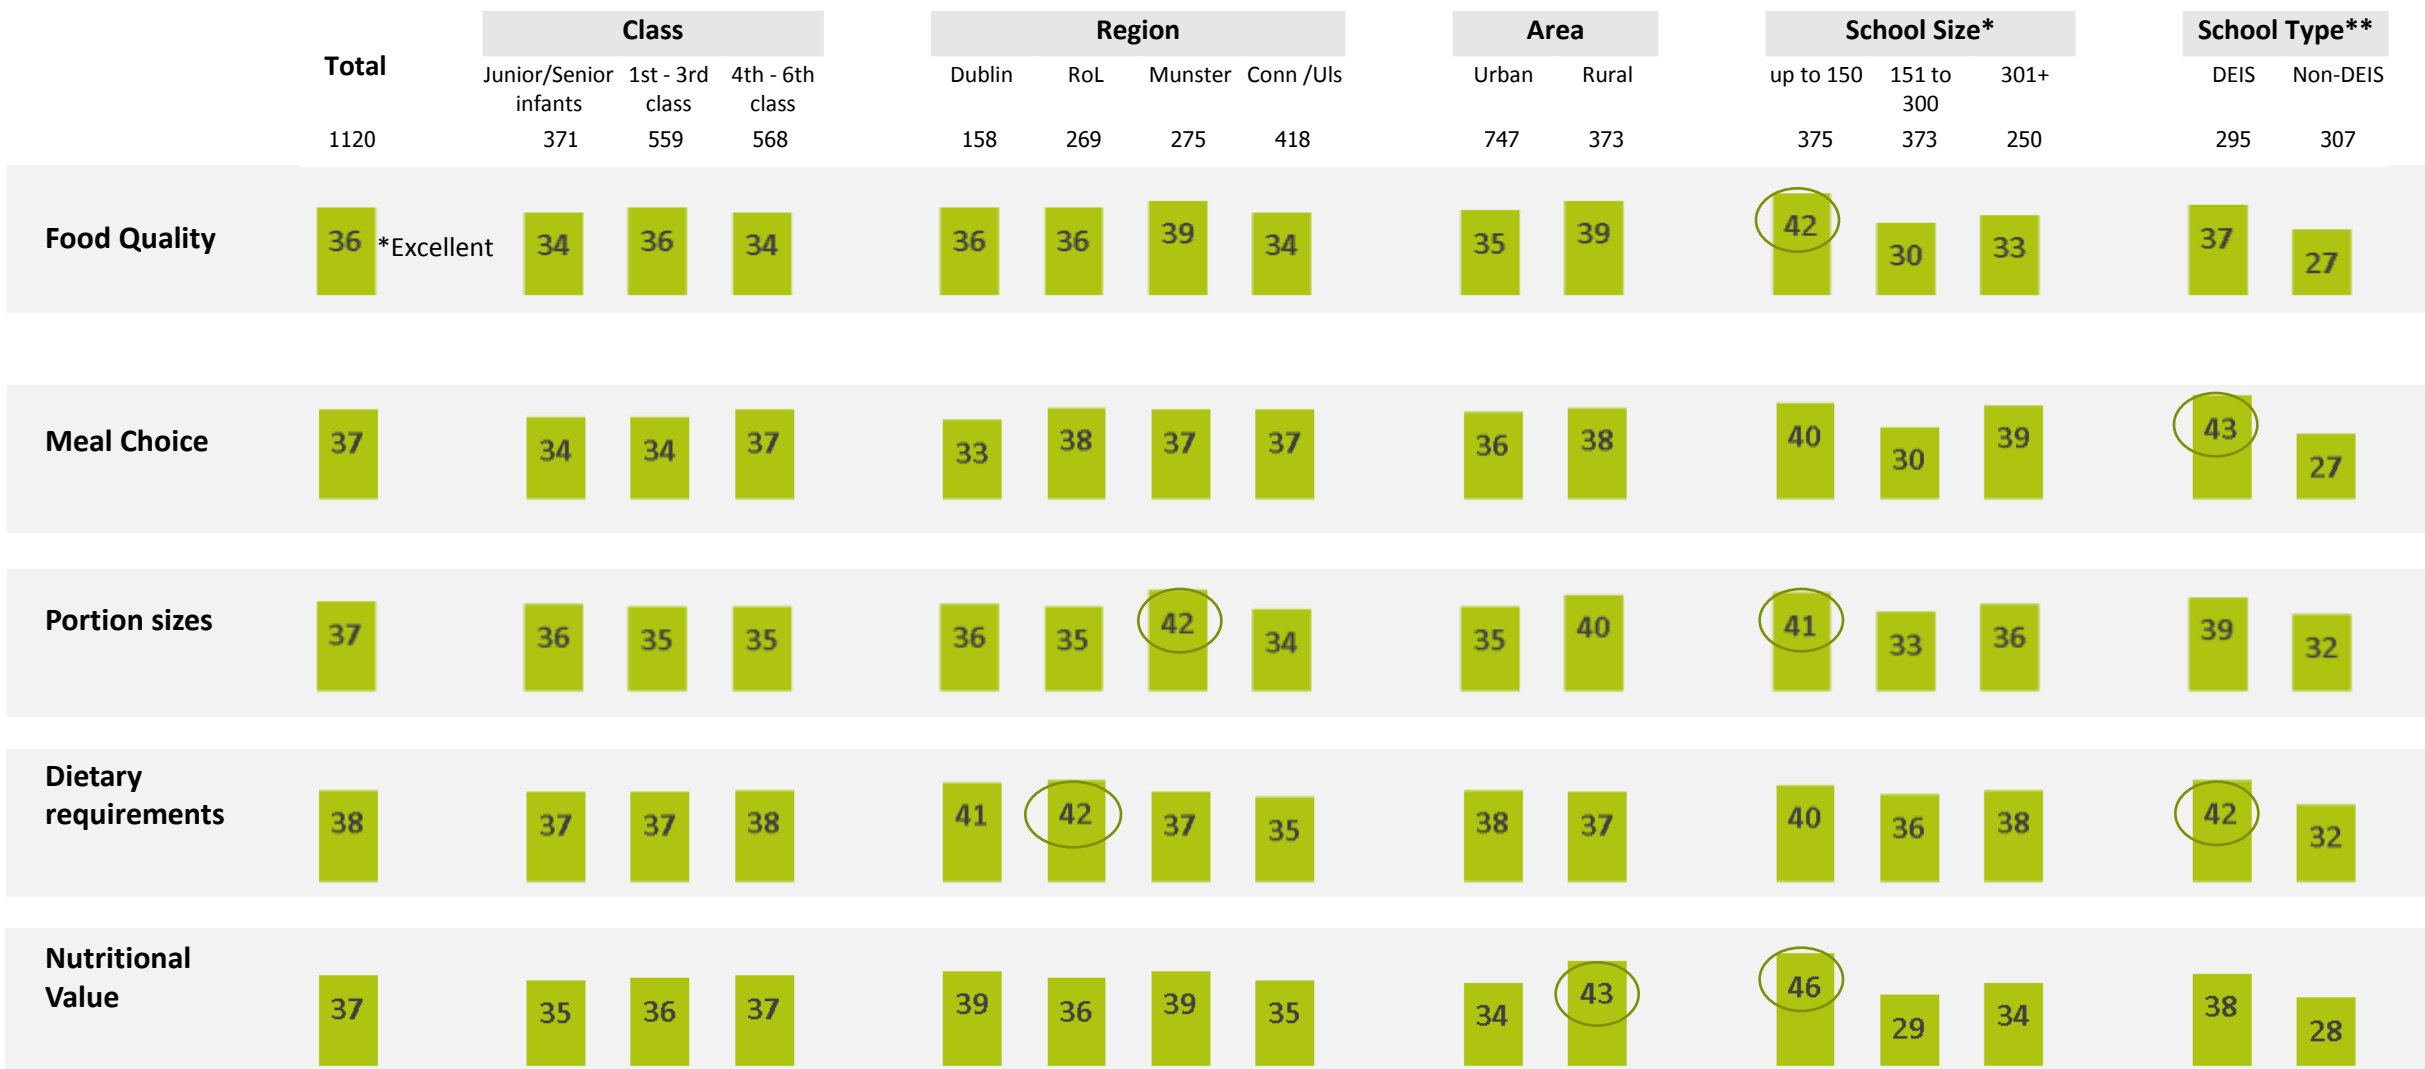 Class Region Area School Size* School Type**
Total
Junior/Senior 1st - 3rd 4th - 6th Dublin RoL Munster Conn /Uls Urban Rural up to 150 151 to 301+ DEIS Non-DEIS
infants class class 300
1120 371 559 568 158 269 275 418 747 373 375 373 250 295 307
Food Quality 36 *Excellent 34 36 34 36 36 39 34 35 39 42 30 33 37 27
Meal Choice 37 34 34 37 33 38 37 37 36 38 40 30 39 43 27
Portion sizes 37 36 35 35 36 35 42 34 35 40 41 33 36 39 32
Dietary
requirements 38 37 37 38 41 42 37 35 38 37 40 36 38 42 32
Nutritional
Value 37 35 36 37 39 36 39 35 34 43 46 29 34 38 28